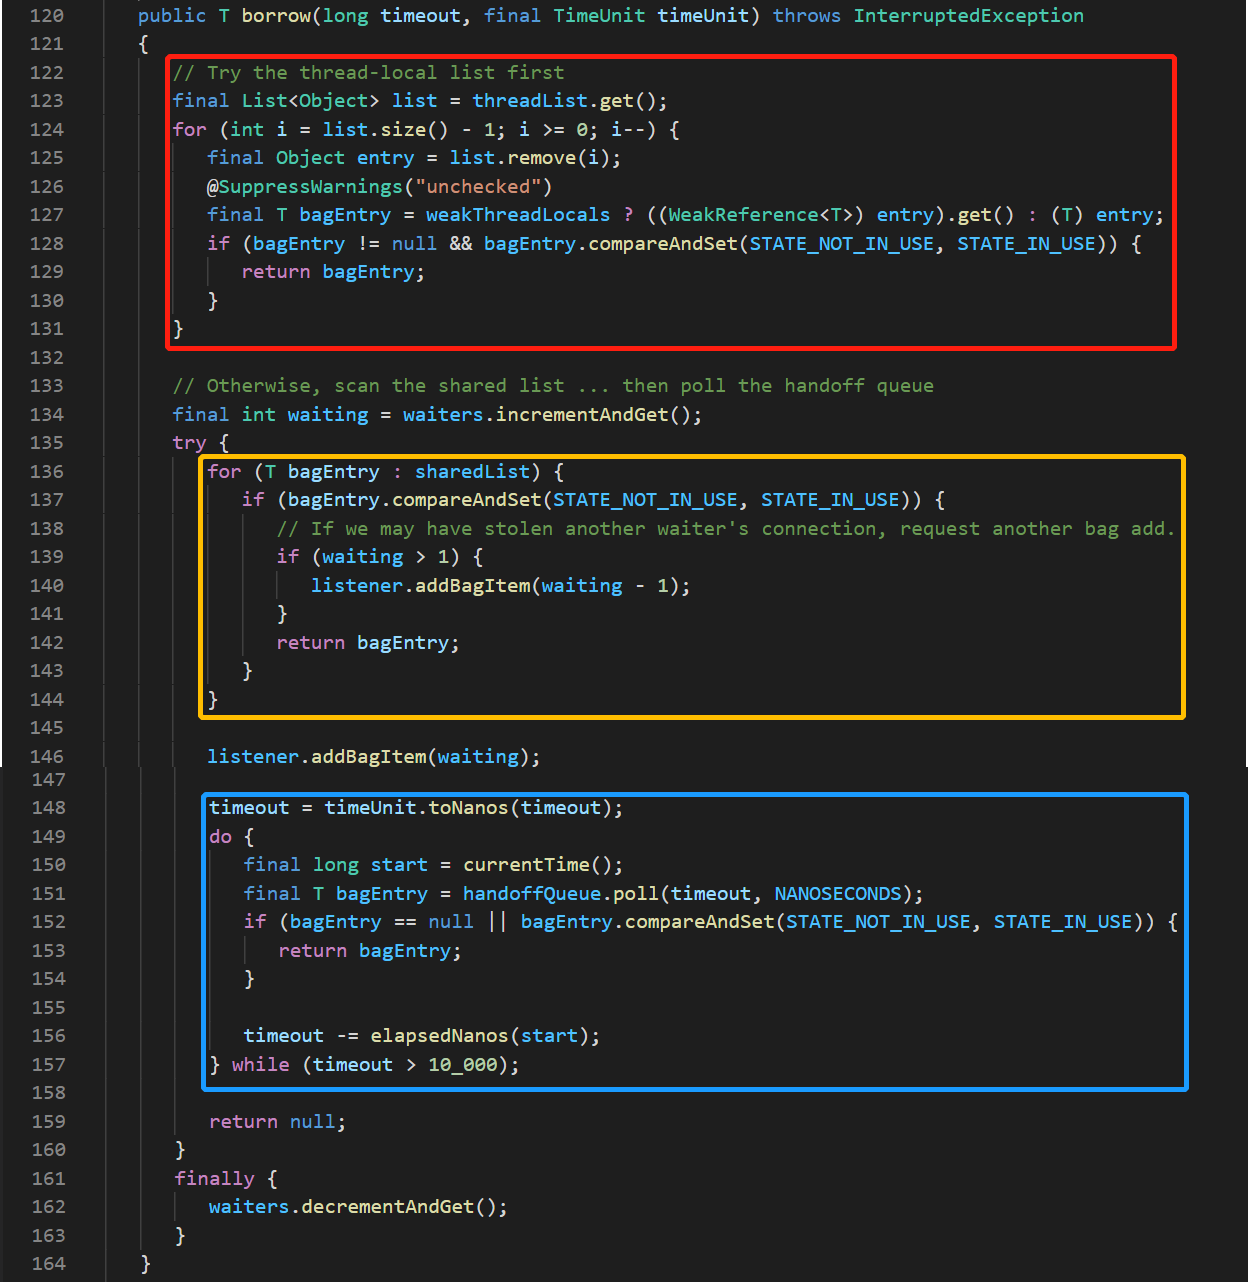 120 public T borrow(long timeout, final TimeUnit timeUnit) throws InterruptedException
121 {
122 // Try the thread-local list first
123 final List<Object> list = threadList.get();
124 for (int i = list.size() - 1; i >= 0; i--) {
125 final Object entry = list.remove(i);
126 @SuppressWarnings("unchecked")
127 final T bagEntry = weakThreadLocals ? ((WeakReference<T>) entry).get() : (T) entry;
128 if (bagEntry != null && bagEntry.compareAndSet(STATE_NOT_IN_USE, STATE_IN_USE)) {
129 return bagEntry;
130 }
131 }
132
133 // Otherwise, scan the shared list ... then poll the handoff queue
134 final int waiting = waiters.incrementAndGet();
135 try {
136 for (T bagEntry : sharedList) {
137 if (bagEntry.compareAndSet(STATE_NOT_IN_USE, STATE_IN_USE)) {
138 // If we may have stolen another waiter's connection, request another bag add.
139 if (waiting > 1) {
140 listener.addBagItem(waiting - 1);
141 }
142 return bagEntry;
143 }
144 }
145
146 listener.addBagItem(waiting);
147
148 timeout = timeUnit.toNanos(timeout);
149 do {
150 final long start = currentTime();
151 final T bagEntry = handoffQueue.poll(timeout, NANOSECONDS);
152 if (bagEntry == null || bagEntry.compareAndSet(STATE_NOT_IN_USE, STATE_IN_USE)) {
153 return bagEntry;
154 }
155
156 timeout -= elapsedNanos(start);
157 } while (timeout > 10_000);
158
159 return null;
160 }
161 finally {
162 waiters.decrementAndGet();
163 }
164 }